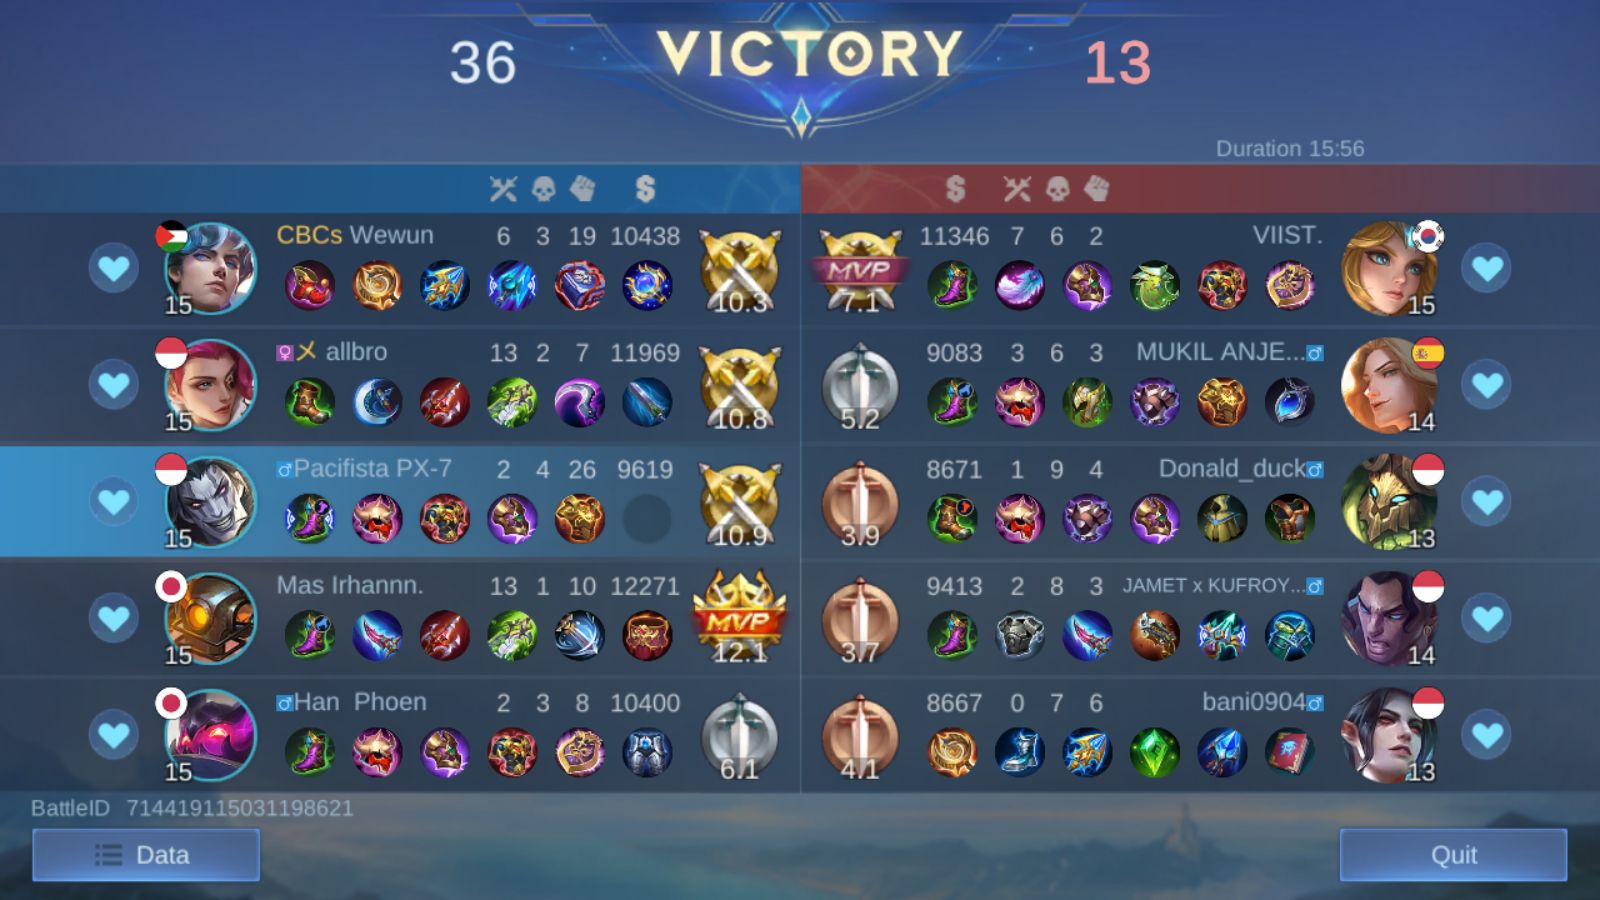 36 VICTORY 13
Duration 15:56
CBCs Wewun 6 3 19 10438
15 10.3
MVP 11346 7 6 2 VIIST.
7.1 15
メ allbro 13 2 7 11969
15 10.8
9083 3 6 3 MUKIL ANJE...
5.2 14
Pacifista PX-7 2 4 26 9619
15 10.9
8671 1 9 4 Donald_duck
3.9 13
Mas Irhannn. 13 1 10 12271 MVP
15 12.1
9413 2 8 3 JAMET x KUFROY...
3.7 14
Han Phoen 2 3 8 10400
15 6.1
8667 0 7 6 bani0904
4.1 13
BattleID 714419115031198621
Data
Quit